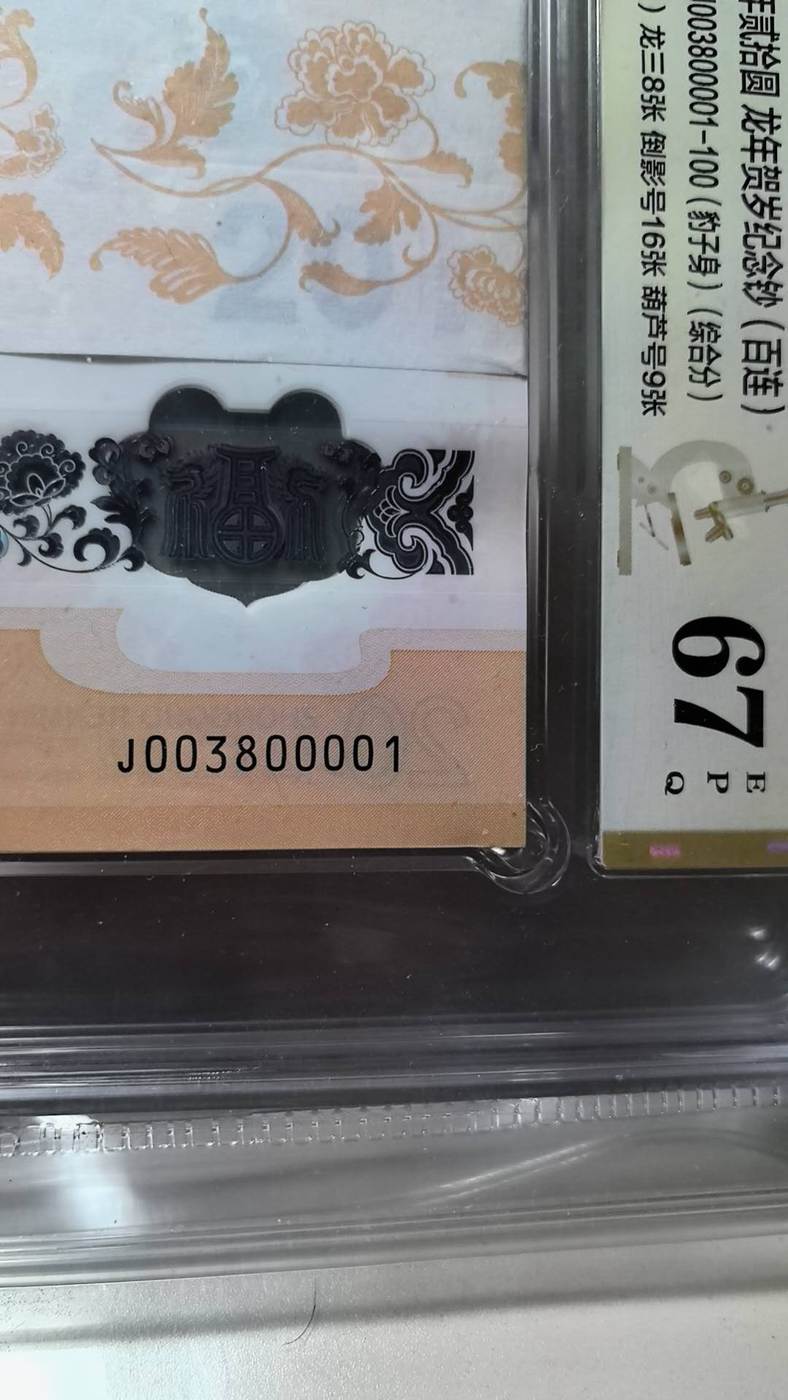 年贰拾圆 龙年贺岁纪念钞（百连）
J003800001-100（豹子身）（综合分）
）龙三8张 倒影号16张 葫芦号9张
67
E
P
Q
J003800001